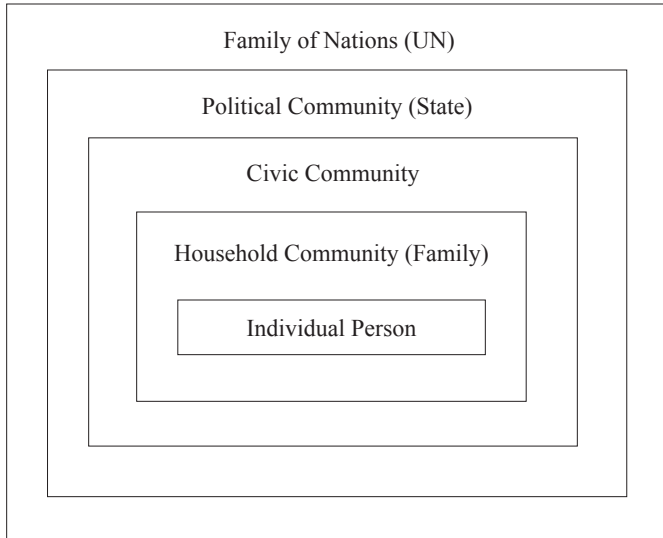 Family of Nations (UN)
Political Community (State)
Civic Community
Household Community (Family)
Individual Person